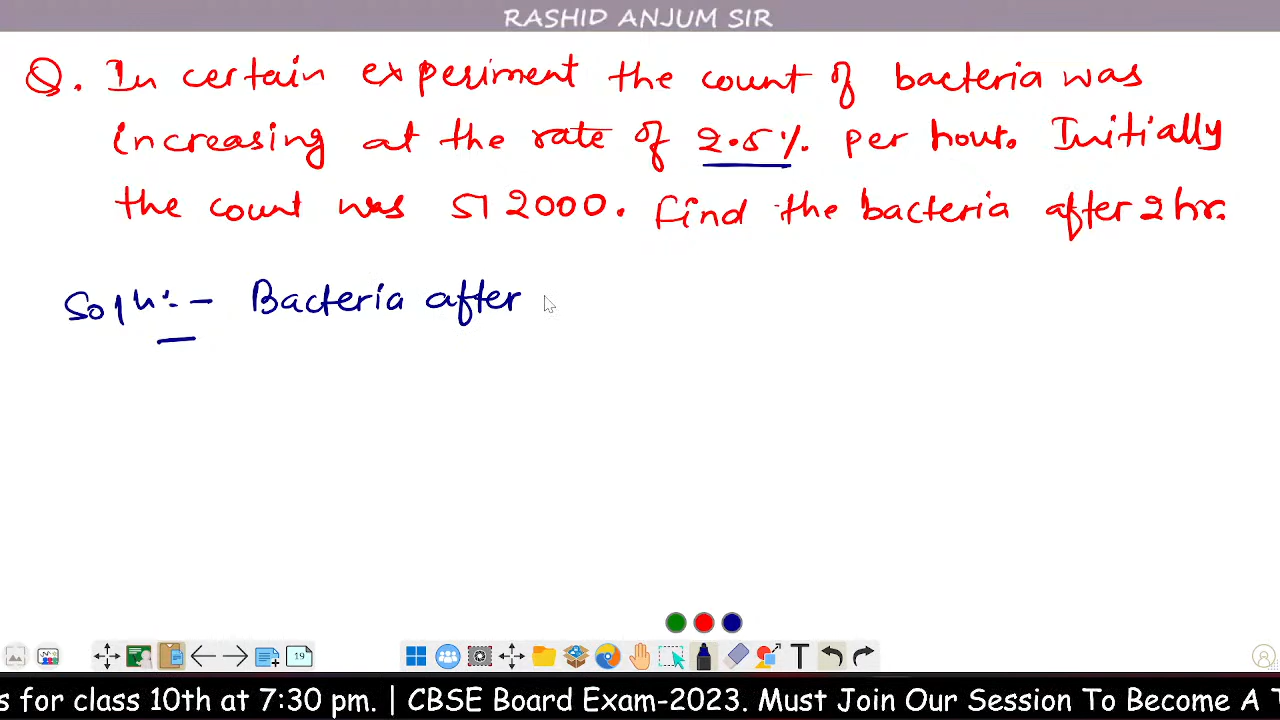 RASHID ANJUM SIR
Q. In certain experiment the count of bacteria was
increasing at the rate of 2.5% per hour. Initially
the count was 512000. Find the bacteria after 2 hr.
Soln:- Bacteria after
19
s for class 10th at 7:30 pm. | CBSE Board Exam-2023. Must Join Our Session To Become A T